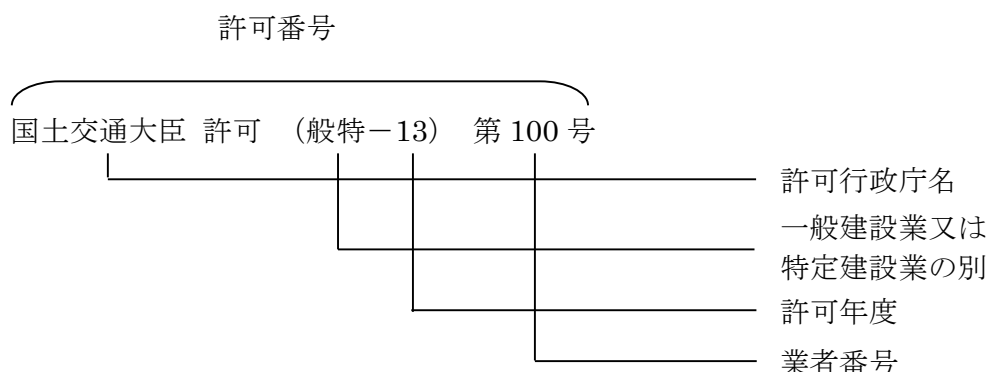 許可番号
国土交通大臣 許可 (般特－13) 第 100 号
許可行政庁名
一般建設業又は
特定建設業の別
許可年度
業者番号